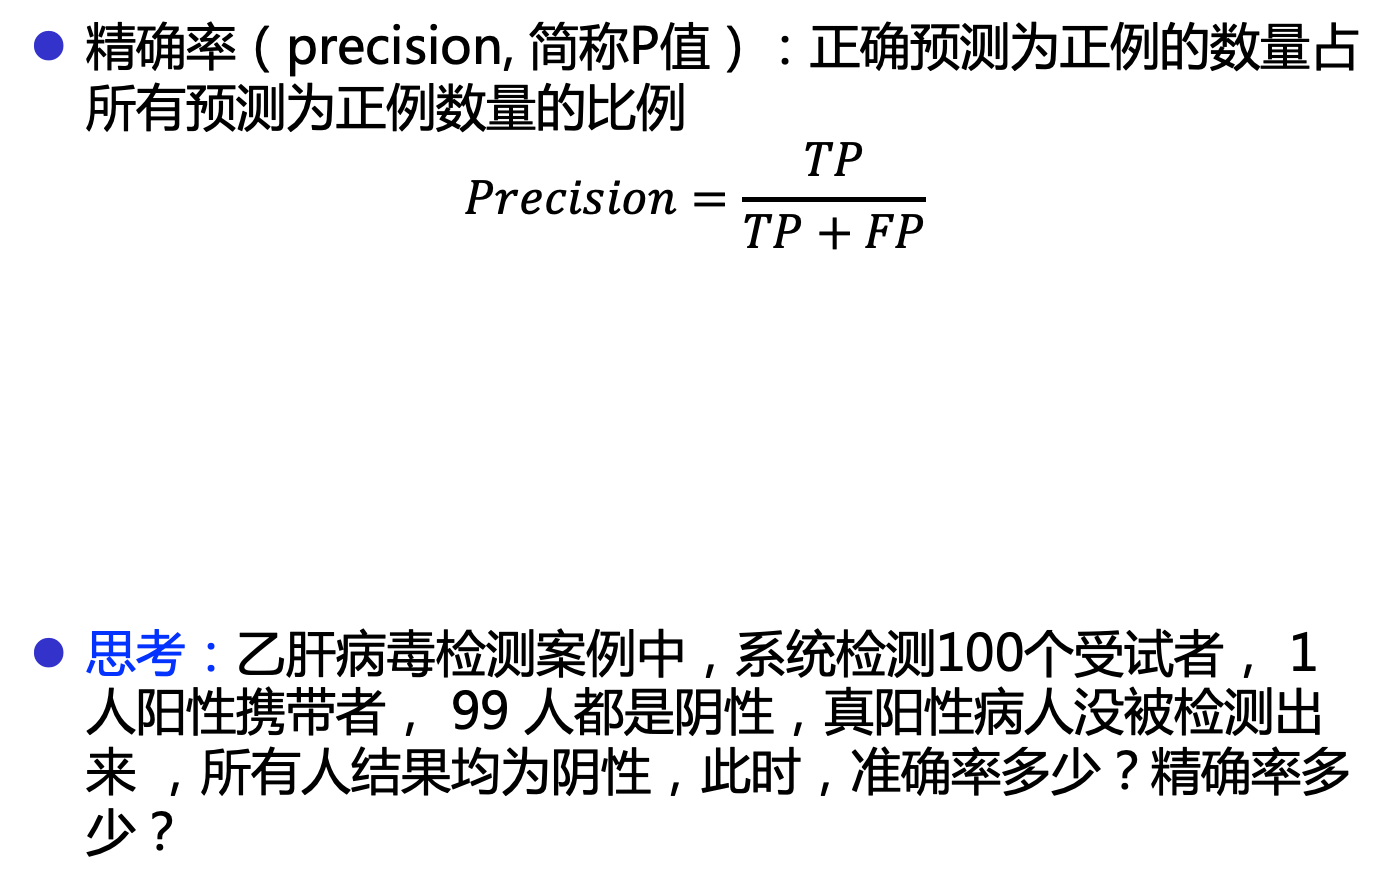 精确率（precision, 简称P值）：正确预测为正例的数量占
所有预测为正例数量的比例
Precision = TP / (TP + FP)
思考：乙肝病毒检测案例中，系统检测100个受试者， 1
人阳性携带者， 99 人都是阴性，真阳性病人没被检测出
来 ，所有人结果均为阴性，此时，准确率多少？精确率多
少？